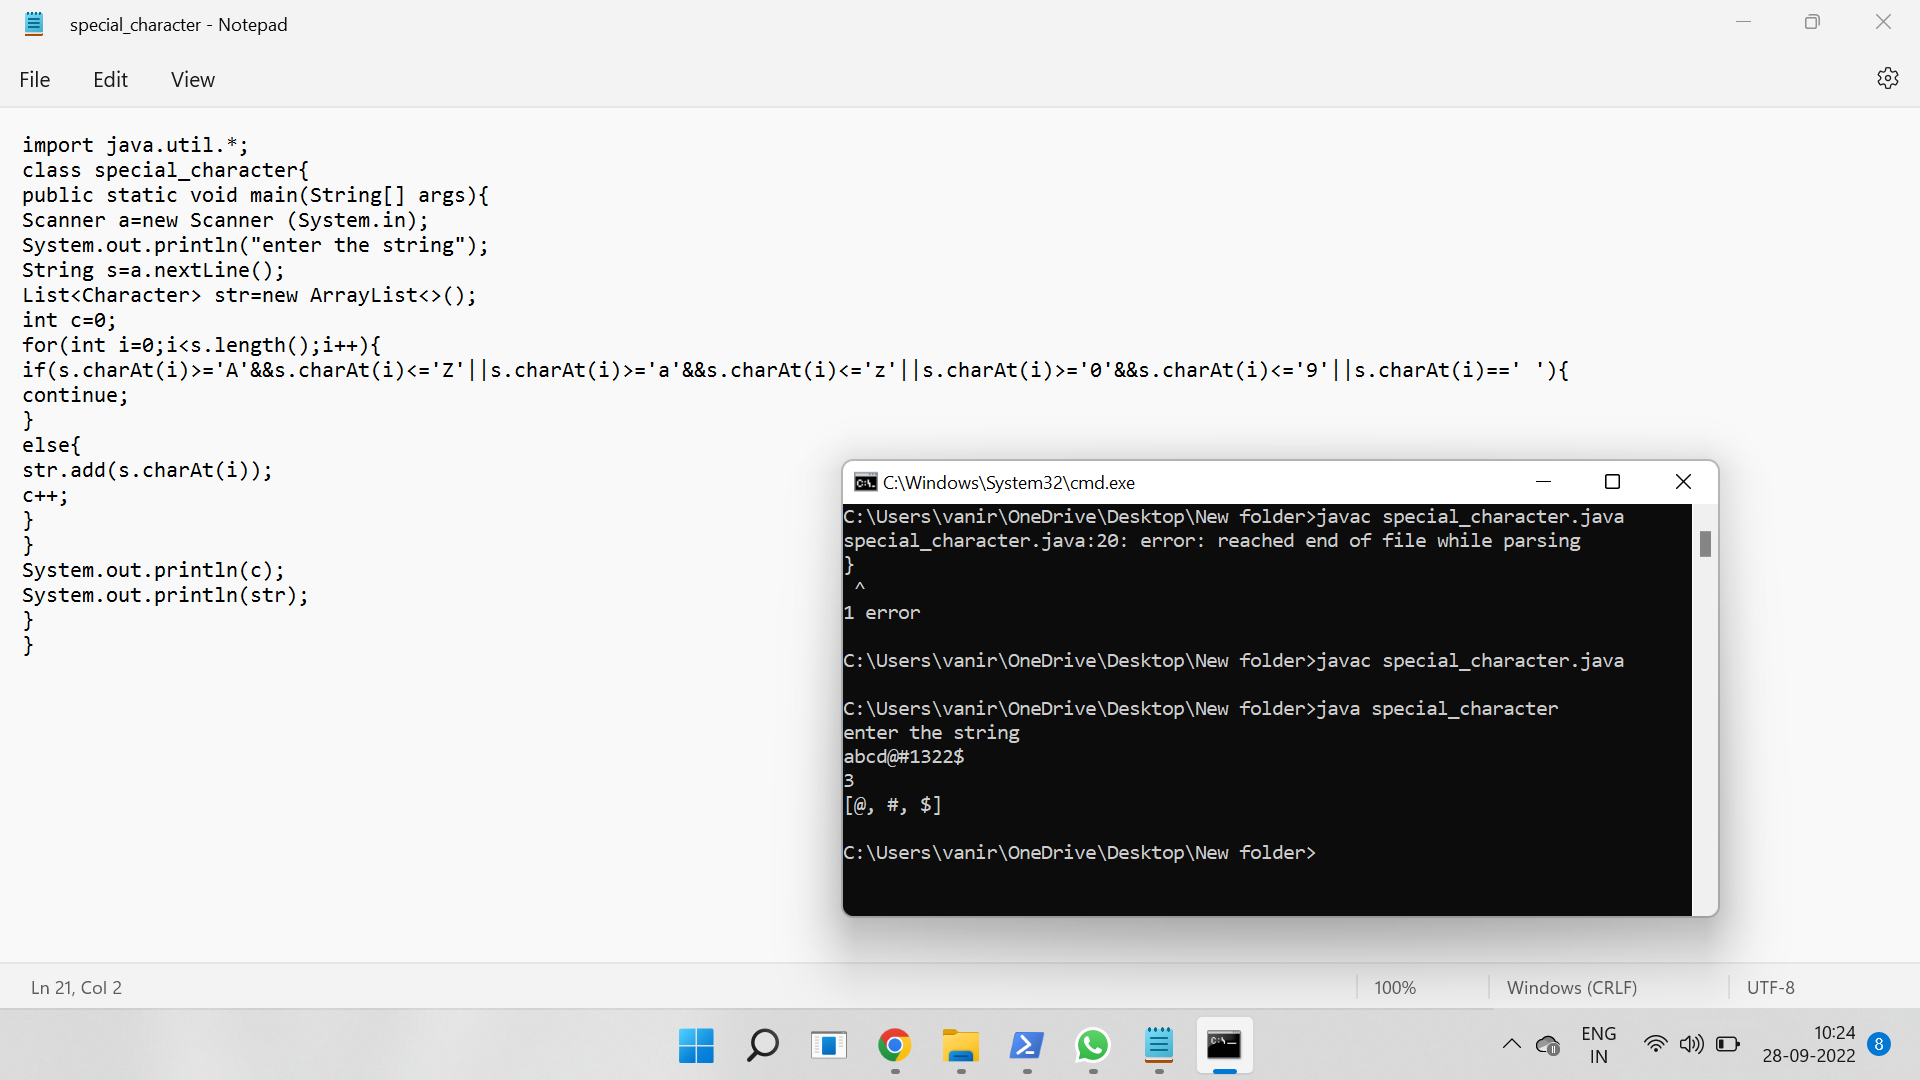 special_character - Notepad
File Edit View
import java.util.*;
class special_character{
public static void main(String[] args){
Scanner a=new Scanner (System.in);
System.out.println("enter the string");
String s=a.nextLine();
List<Character> str=new ArrayList<>();
int c=0;
for(int i=0;i<s.length();i++){
if(s.charAt(i)>='A'&&s.charAt(i)<='Z'||s.charAt(i)>='a'&&s.charAt(i)<='z'||s.charAt(i)>='0'&&s.charAt(i)<='9'||s.charAt(i)==' '){
continue;
}
else{
str.add(s.charAt(i));
c++;
}
}
System.out.println(c);
System.out.println(str);
}
}
C:\Windows\System32\cmd.exe
C:\Users\vanir\OneDrive\Desktop\New folder>javac special_character.java
special_character.java:20: error: reached end of file while parsing
}
^
1 error
C:\Users\vanir\OneDrive\Desktop\New folder>javac special_character.java
C:\Users\vanir\OneDrive\Desktop\New folder>java special_character
enter the string
abcd@#1322$
3
[@, #, $]
C:\Users\vanir\OneDrive\Desktop\New folder>
Ln 21, Col 2 100% Windows (CRLF) UTF-8
ENG 10:24
IN 28-09-2022 8